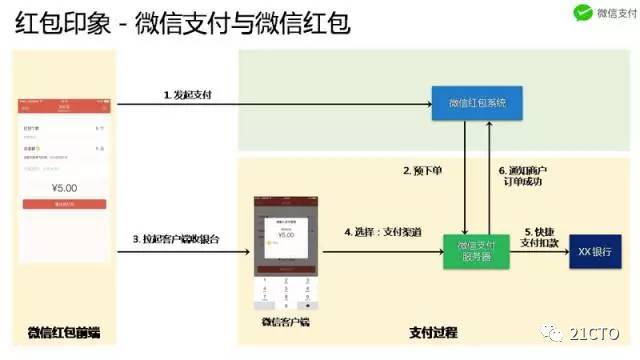 红包印象 - 微信支付与微信红包
微信支付
1. 发起支付
微信红包系统
¥5.00
2. 预下单
6. 通知商户
订单成功
3. 拉起客户端收银台
¥5.00
4. 选择：支付渠道
微信支付
服务器
5. 快捷
支付扣款
XX 银行
微信客户端
微信红包前端
支付过程
21CTO